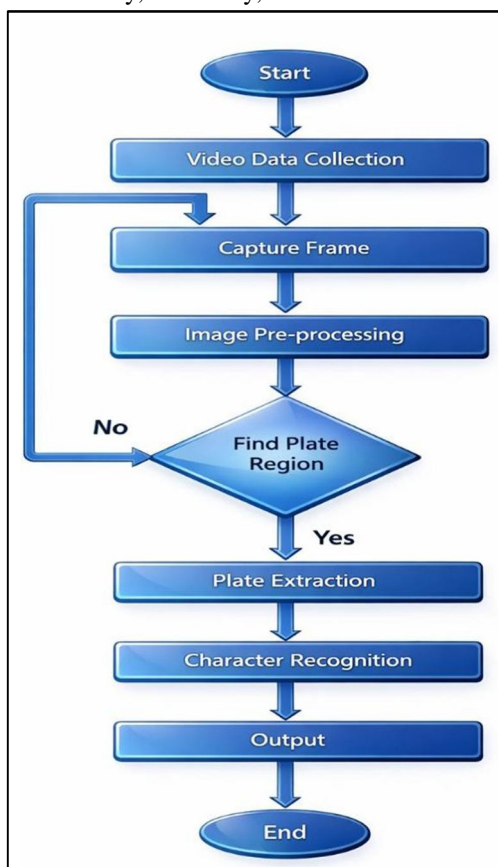 Start
Video Data Collection
Capture Frame
Image Pre-processing
No
Find Plate
Region
Yes
Plate Extraction
Character Recognition
Output
End